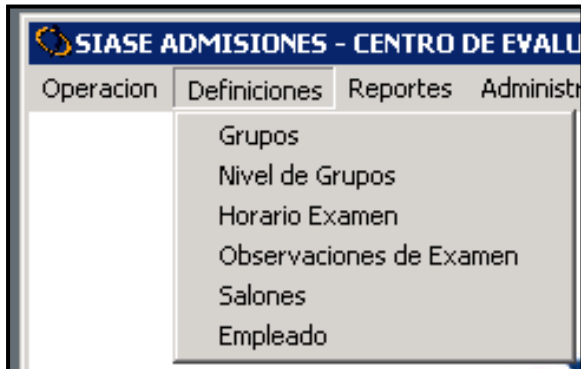 SIASE ADMISIONES - CENTRO DE EVALU
Operacion Definiciones Reportes Administr
Grupos
Nivel de Grupos
Horario Examen
Observaciones de Examen
Salones
Empleado